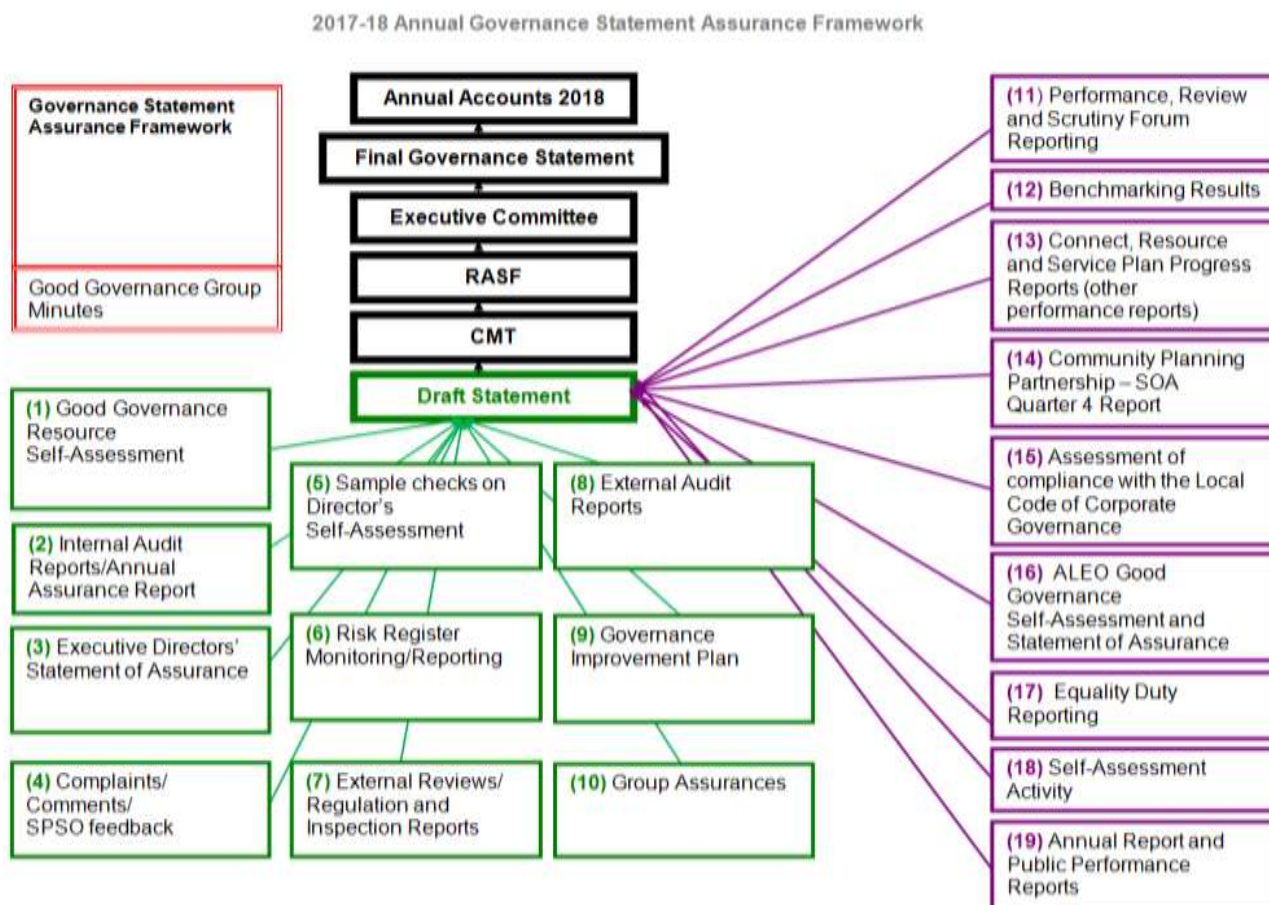 2017-18 Annual Governance Statement Assurance Framework
Governance Statement
Assurance Framework
Good Governance Group
Minutes
Annual Accounts 2018
Final Governance Statement
Executive Committee
RASF
CMT
Draft Statement
(1) Good Governance
Resource
Self-Assessment
(2) Internal Audit
Reports/Annual
Assurance Report
(3) Executive Directors'
Statement of Assurance
(4) Complaints/
Comments/
SPSO feedback
(5) Sample checks on
Director's
Self-Assessment
(6) Risk Register
Monitoring/Reporting
(7) External Reviews/
Regulation and
Inspection Reports
(8) External Audit
Reports
(9) Governance
Improvement Plan
(10) Group Assurances
(11) Performance, Review
and Scrutiny Forum
Reporting
(12) Benchmarking Results
(13) Connect, Resource
and Service Plan Progress
Reports (other
performance reports)
(14) Community Planning
Partnership – SOA
Quarter 4 Report
(15) Assessment of
compliance with the Local
Code of Corporate
Governance
(16) ALEO Good
Governance
Self-Assessment and
Statement of Assurance
(17) Equality Duty
Reporting
(18) Self-Assessment
Activity
(19) Annual Report and
Public Performance
Reports